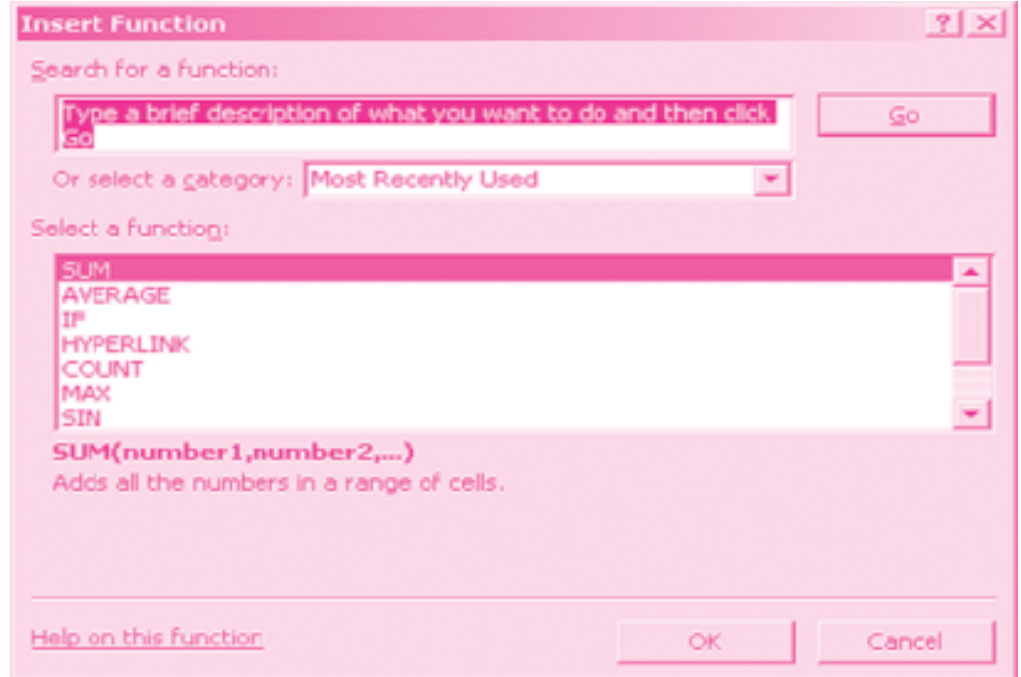 Insert Function
Search for a function:
Type a brief description of what you want to do and then click
Go
Go
Or select a category: Most Recently Used
Select a function:
SUM
AVERAGE
IF
HYPERLINK
COUNT
MAX
SIN
SUM(number1,number2,...)
Adds all the numbers in a range of cells.
Help on this function
OK
Cancel